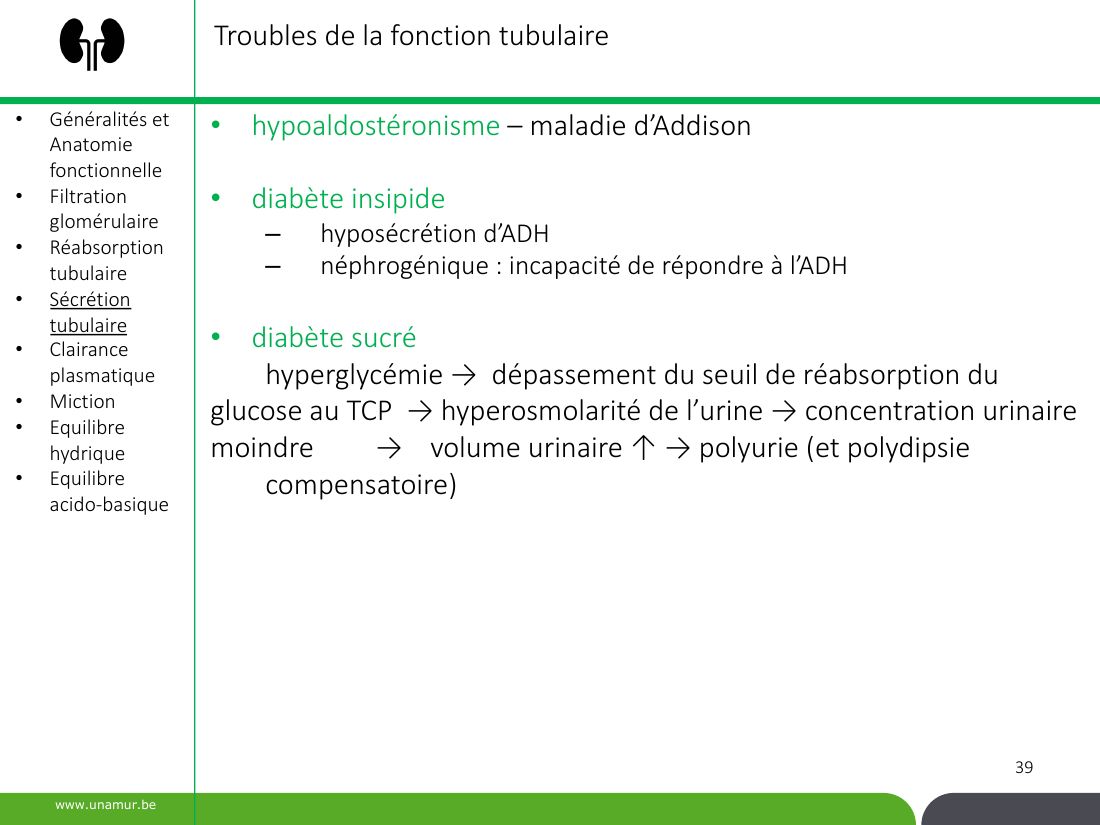 Troubles de la fonction tubulaire
• Généralités et
Anatomie
fonctionnelle
• Filtration
glomérulaire
• Réabsorption
tubulaire
• Sécrétion
tubulaire
• Clairance
plasmatique
• Miction
• Equilibre
hydrique
• Equilibre
acido-basique
• hypoaldostéronisme – maladie d’Addison
• diabète insipide
– hyposécrétion d’ADH
– néphrogénique : incapacité de répondre à l’ADH
• diabète sucré
hyperglycémie → dépassement du seuil de réabsorption du
glucose au TCP → hyperosmolarité de l’urine → concentration urinaire
moindre → volume urinaire ↑ → polyurie (et polydipsie
compensatoire)
39
www.unamur.be